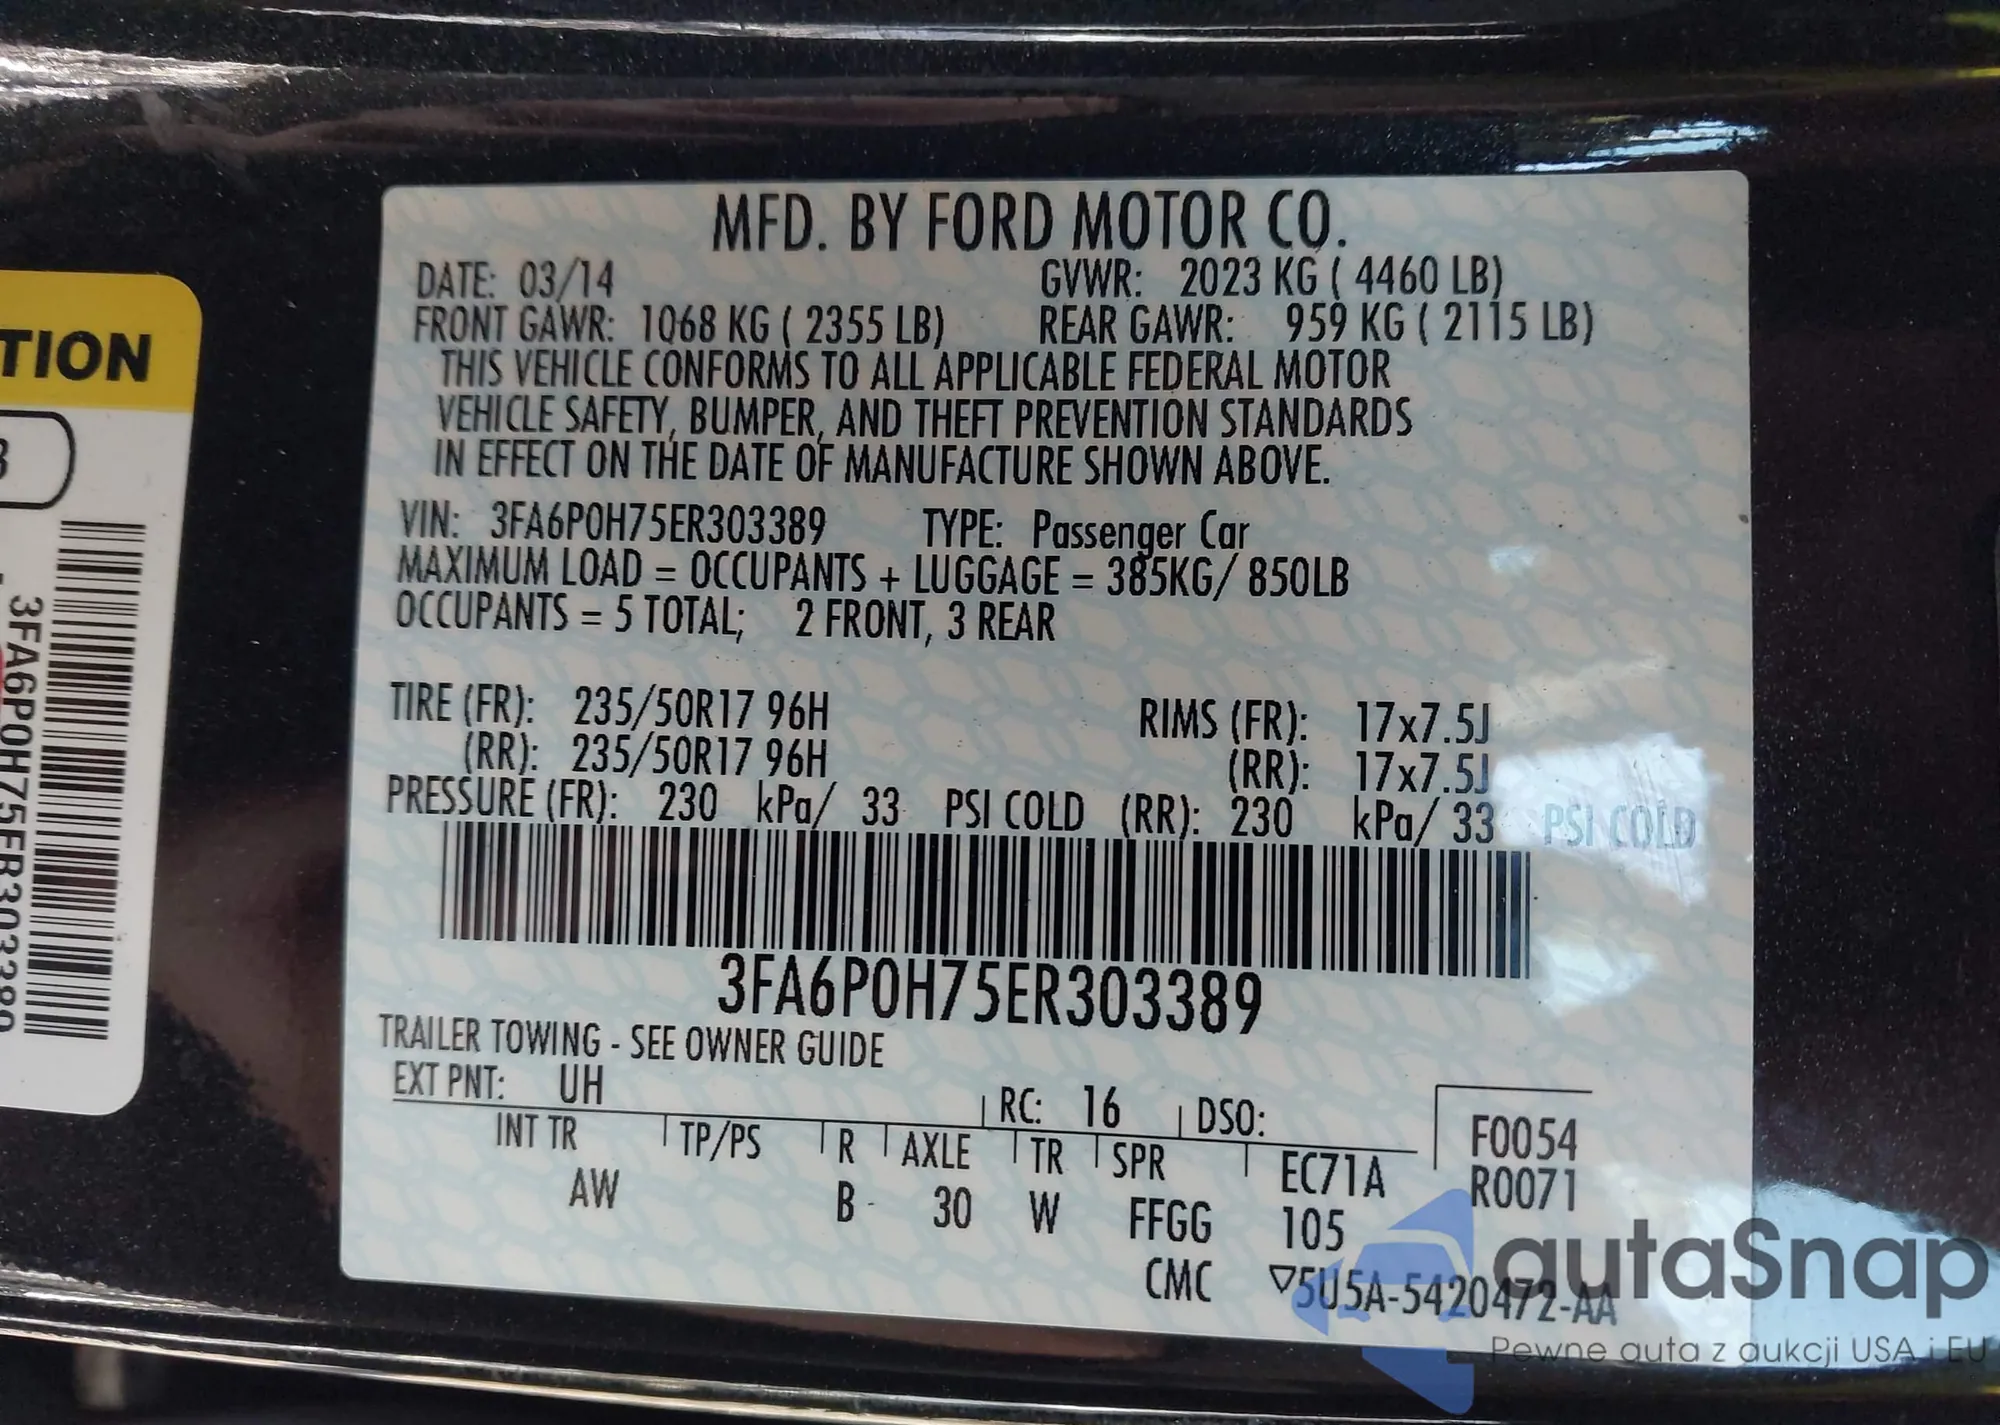 MFD. BY FORD MOTOR CO.
DATE: 03/14 GVWR: 2023 KG ( 4460 LB)
FRONT GAWR: 1068 KG ( 2355 LB) REAR GAWR: 959 KG ( 2115 LB)
THIS VEHICLE CONFORMS TO ALL APPLICABLE FEDERAL MOTOR
VEHICLE SAFETY, BUMPER, AND THEFT PREVENTION STANDARDS
IN EFFECT ON THE DATE OF MANUFACTURE SHOWN ABOVE.
VIN: 3FA6P0H75ER303389 TYPE: Passenger Car
MAXIMUM LOAD = OCCUPANTS + LUGGAGE = 385KG/ 850LB
OCCUPANTS = 5 TOTAL; 2 FRONT, 3 REAR
TIRE (FR): 235/50R17 96H RIMS (FR): 17x7.5J
(RR): 235/50R17 96H (RR): 17x7.5J
PRESSURE (FR): 230 kPa/ 33 PSI COLD (RR): 230 kPa/ 33 PSI COLD
3FA6P0H75ER303389
TRAILER TOWING - SEE OWNER GUIDE
EXT PNT: UH RC: 16 DSO:
F0054
R0071
INT TR TP/PS R AXLE TR SPR EC71A
AW B - 30 W FFGG 105
CMC ▽5U5A-5420472-AA
TION
3
3FA6P0H75ER303389
autaSnap
Pewne auta z aukcji USA i EU